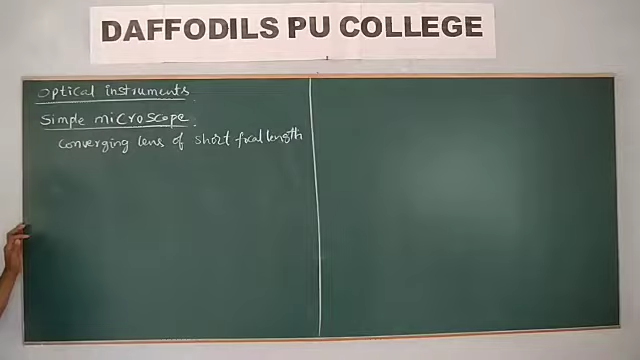 DAFFODILS PU COLLEGE
Optical instruments
Simple microscope
Converging lens of short focal length